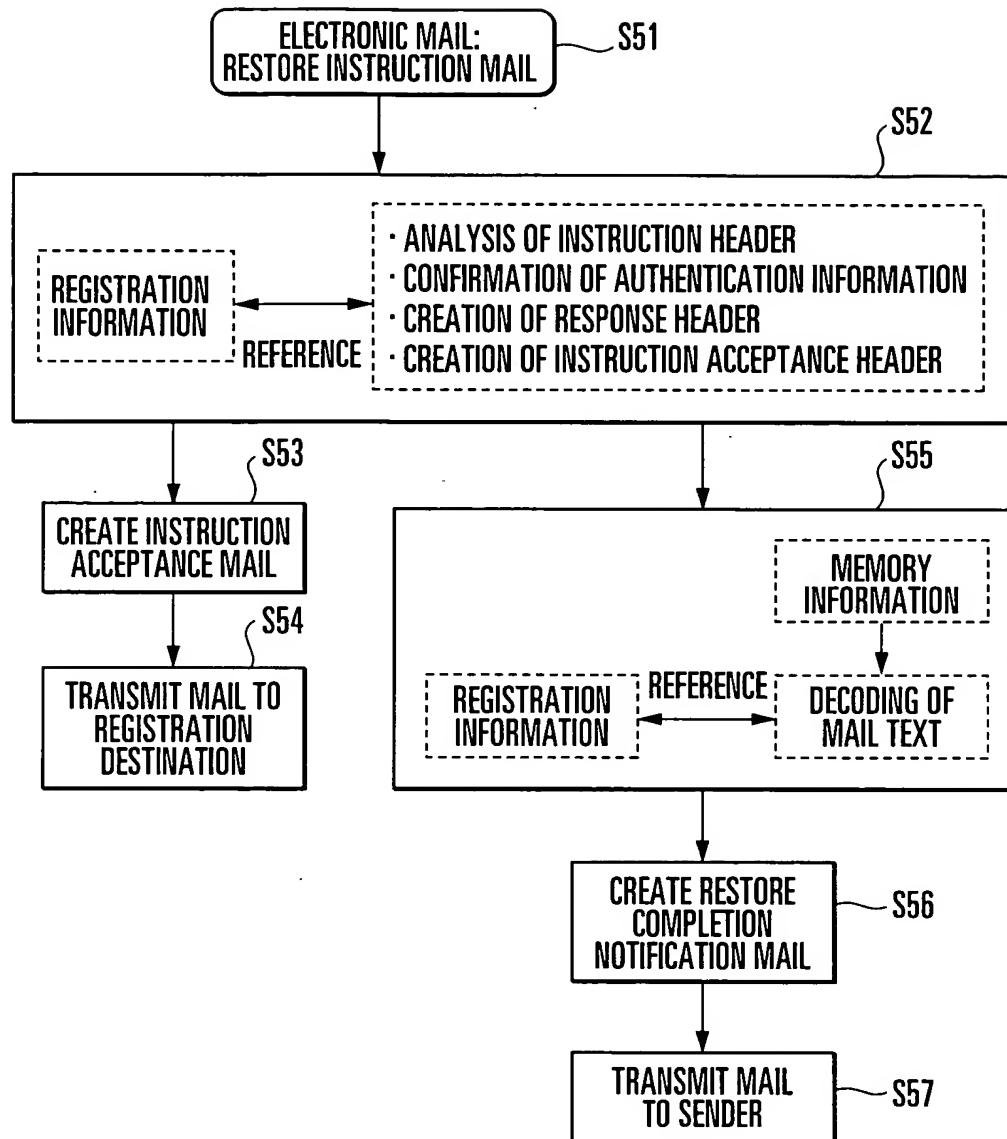 ELECTRONIC MAIL:
RESTORE INSTRUCTION MAIL
S51
S52
REGISTRATION
INFORMATION
REFERENCE
· ANALYSIS OF INSTRUCTION HEADER
· CONFIRMATION OF AUTHENTICATION INFORMATION
· CREATION OF RESPONSE HEADER
· CREATION OF INSTRUCTION ACCEPTANCE HEADER
S53
CREATE INSTRUCTION
ACCEPTANCE MAIL
S54
TRANSMIT MAIL TO
REGISTRATION
DESTINATION
S55
MEMORY
INFORMATION
REGISTRATION
INFORMATION
REFERENCE
DECODING OF
MAIL TEXT
CREATE RESTORE
COMPLETION
NOTIFICATION MAIL
S56
TRANSMIT MAIL
TO SENDER
S57